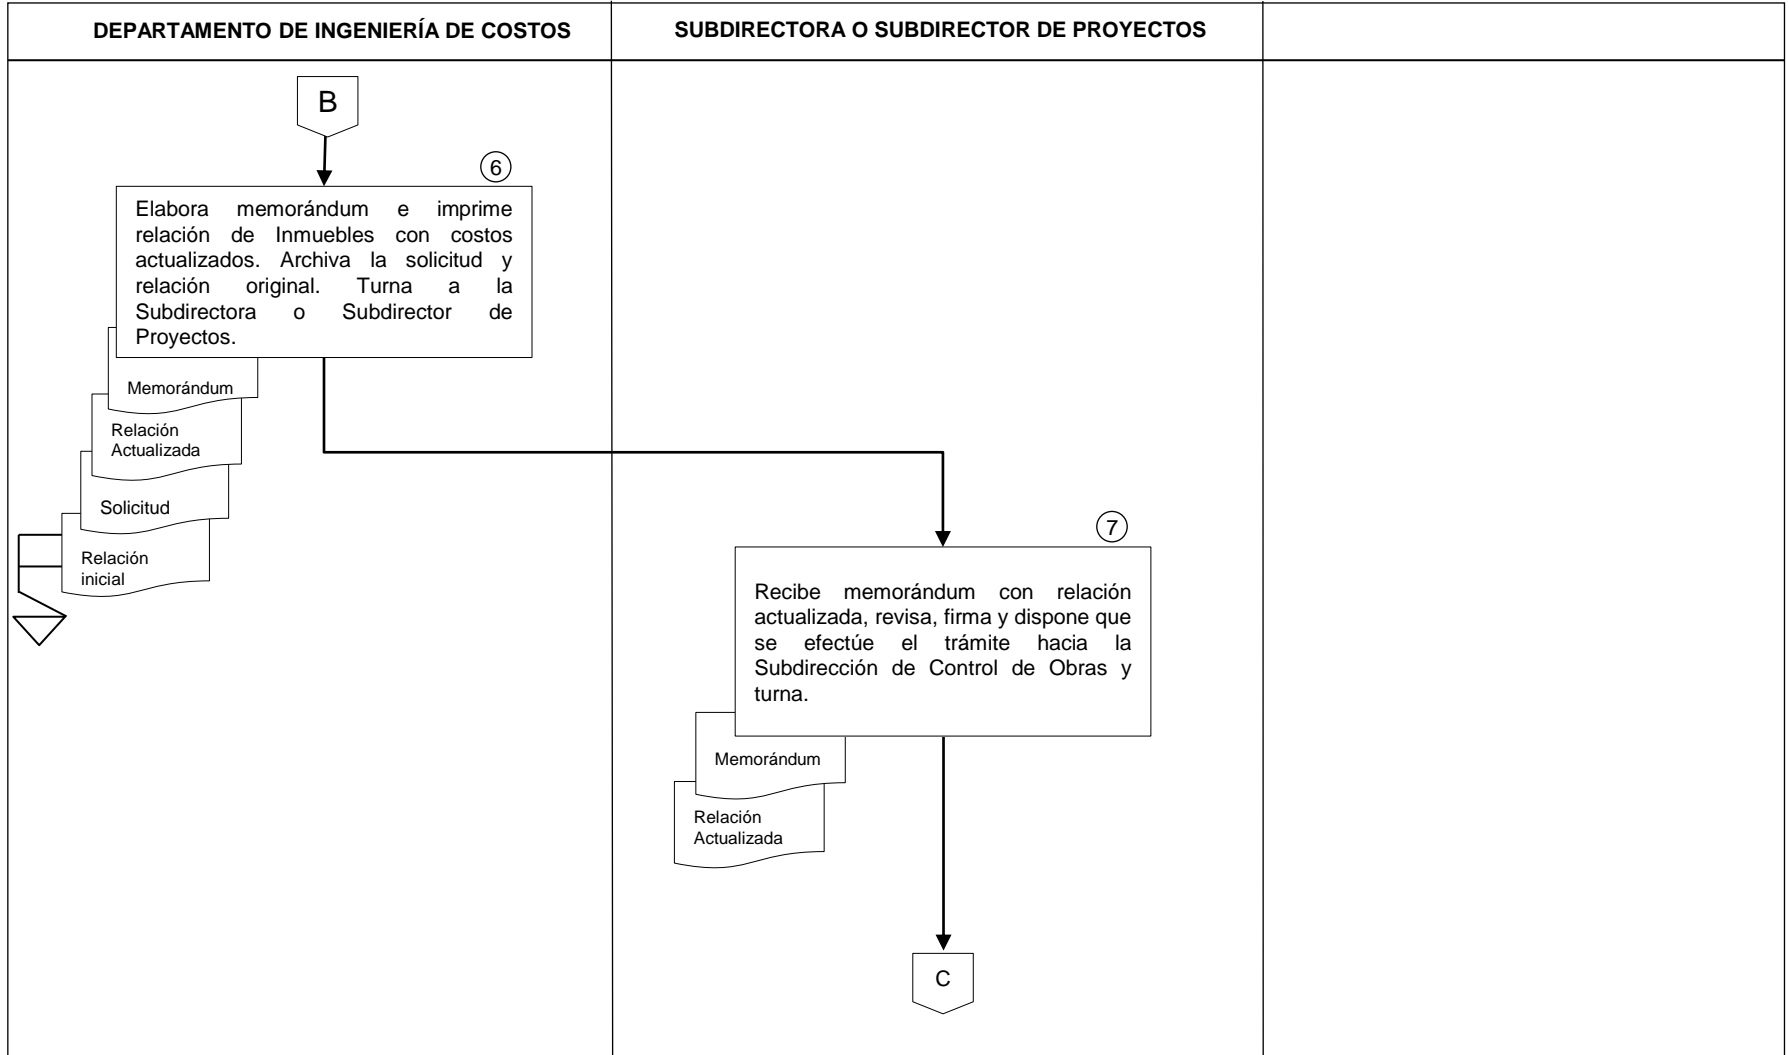 DEPARTAMENTO DE INGENIERÍA DE COSTOS
SUBDIRECTORA O SUBDIRECTOR DE PROYECTOS
B
6
Elabora memorándum e imprime
relación de Inmuebles con costos
actualizados. Archiva la solicitud y
relación original. Turna a la
Subdirectora o Subdirector de
Proyectos.
Memorándum
Relación
Actualizada
Solicitud
Relación
inicial
7
Recibe memorándum con relación
actualizada, revisa, firma y dispone que
se efectúe el trámite hacia la
Subdirección de Control de Obras y
turna.
Memorándum
Relación
Actualizada
C